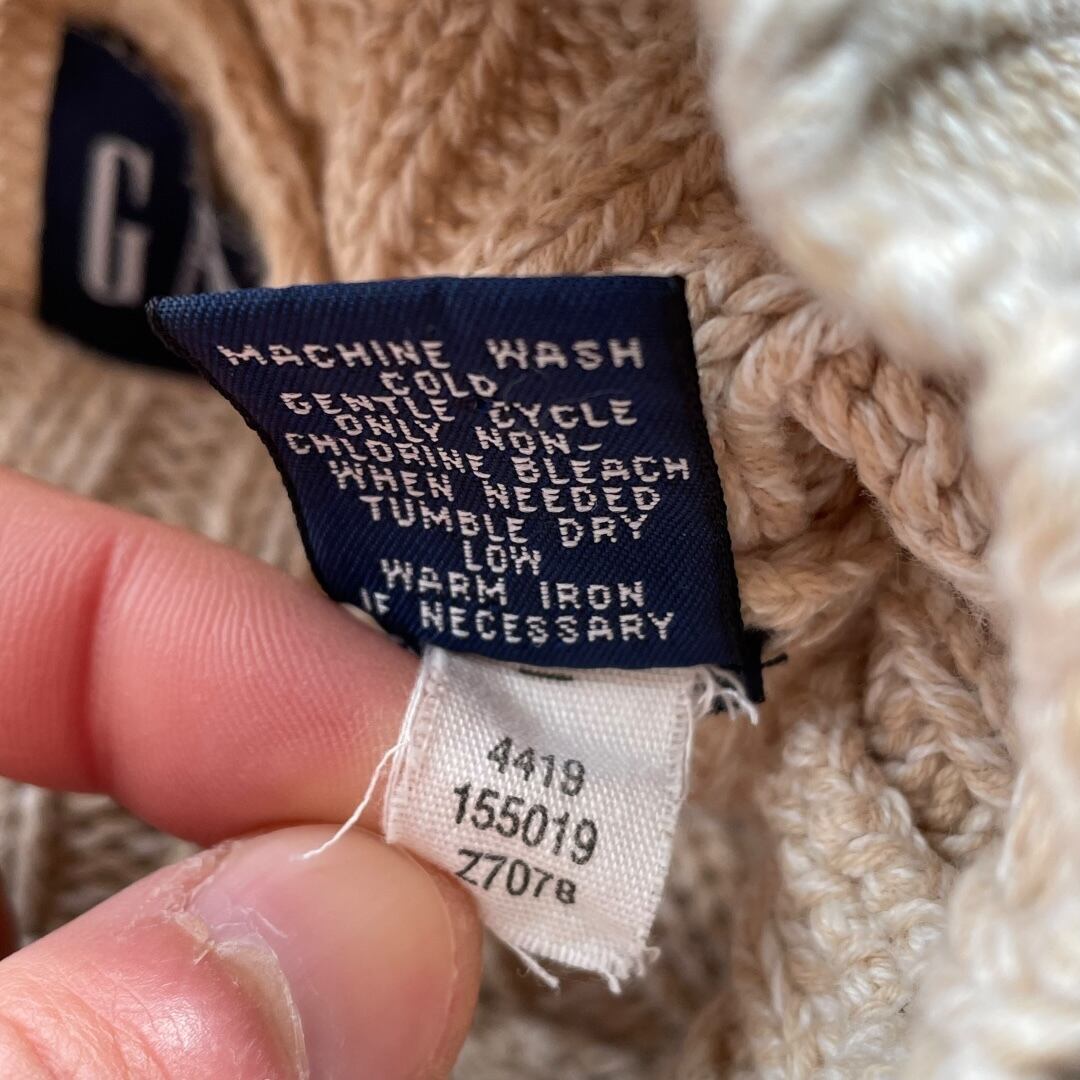 GA
MACHINE WASH
COLD
GENTLE CYCLE
ONLY NON-
CHLORINE BLEACH
WHEN NEEDED
TUMBLE DRY
LOW
WARM IRON
IF NECESSARY
4419
155019
Z7078